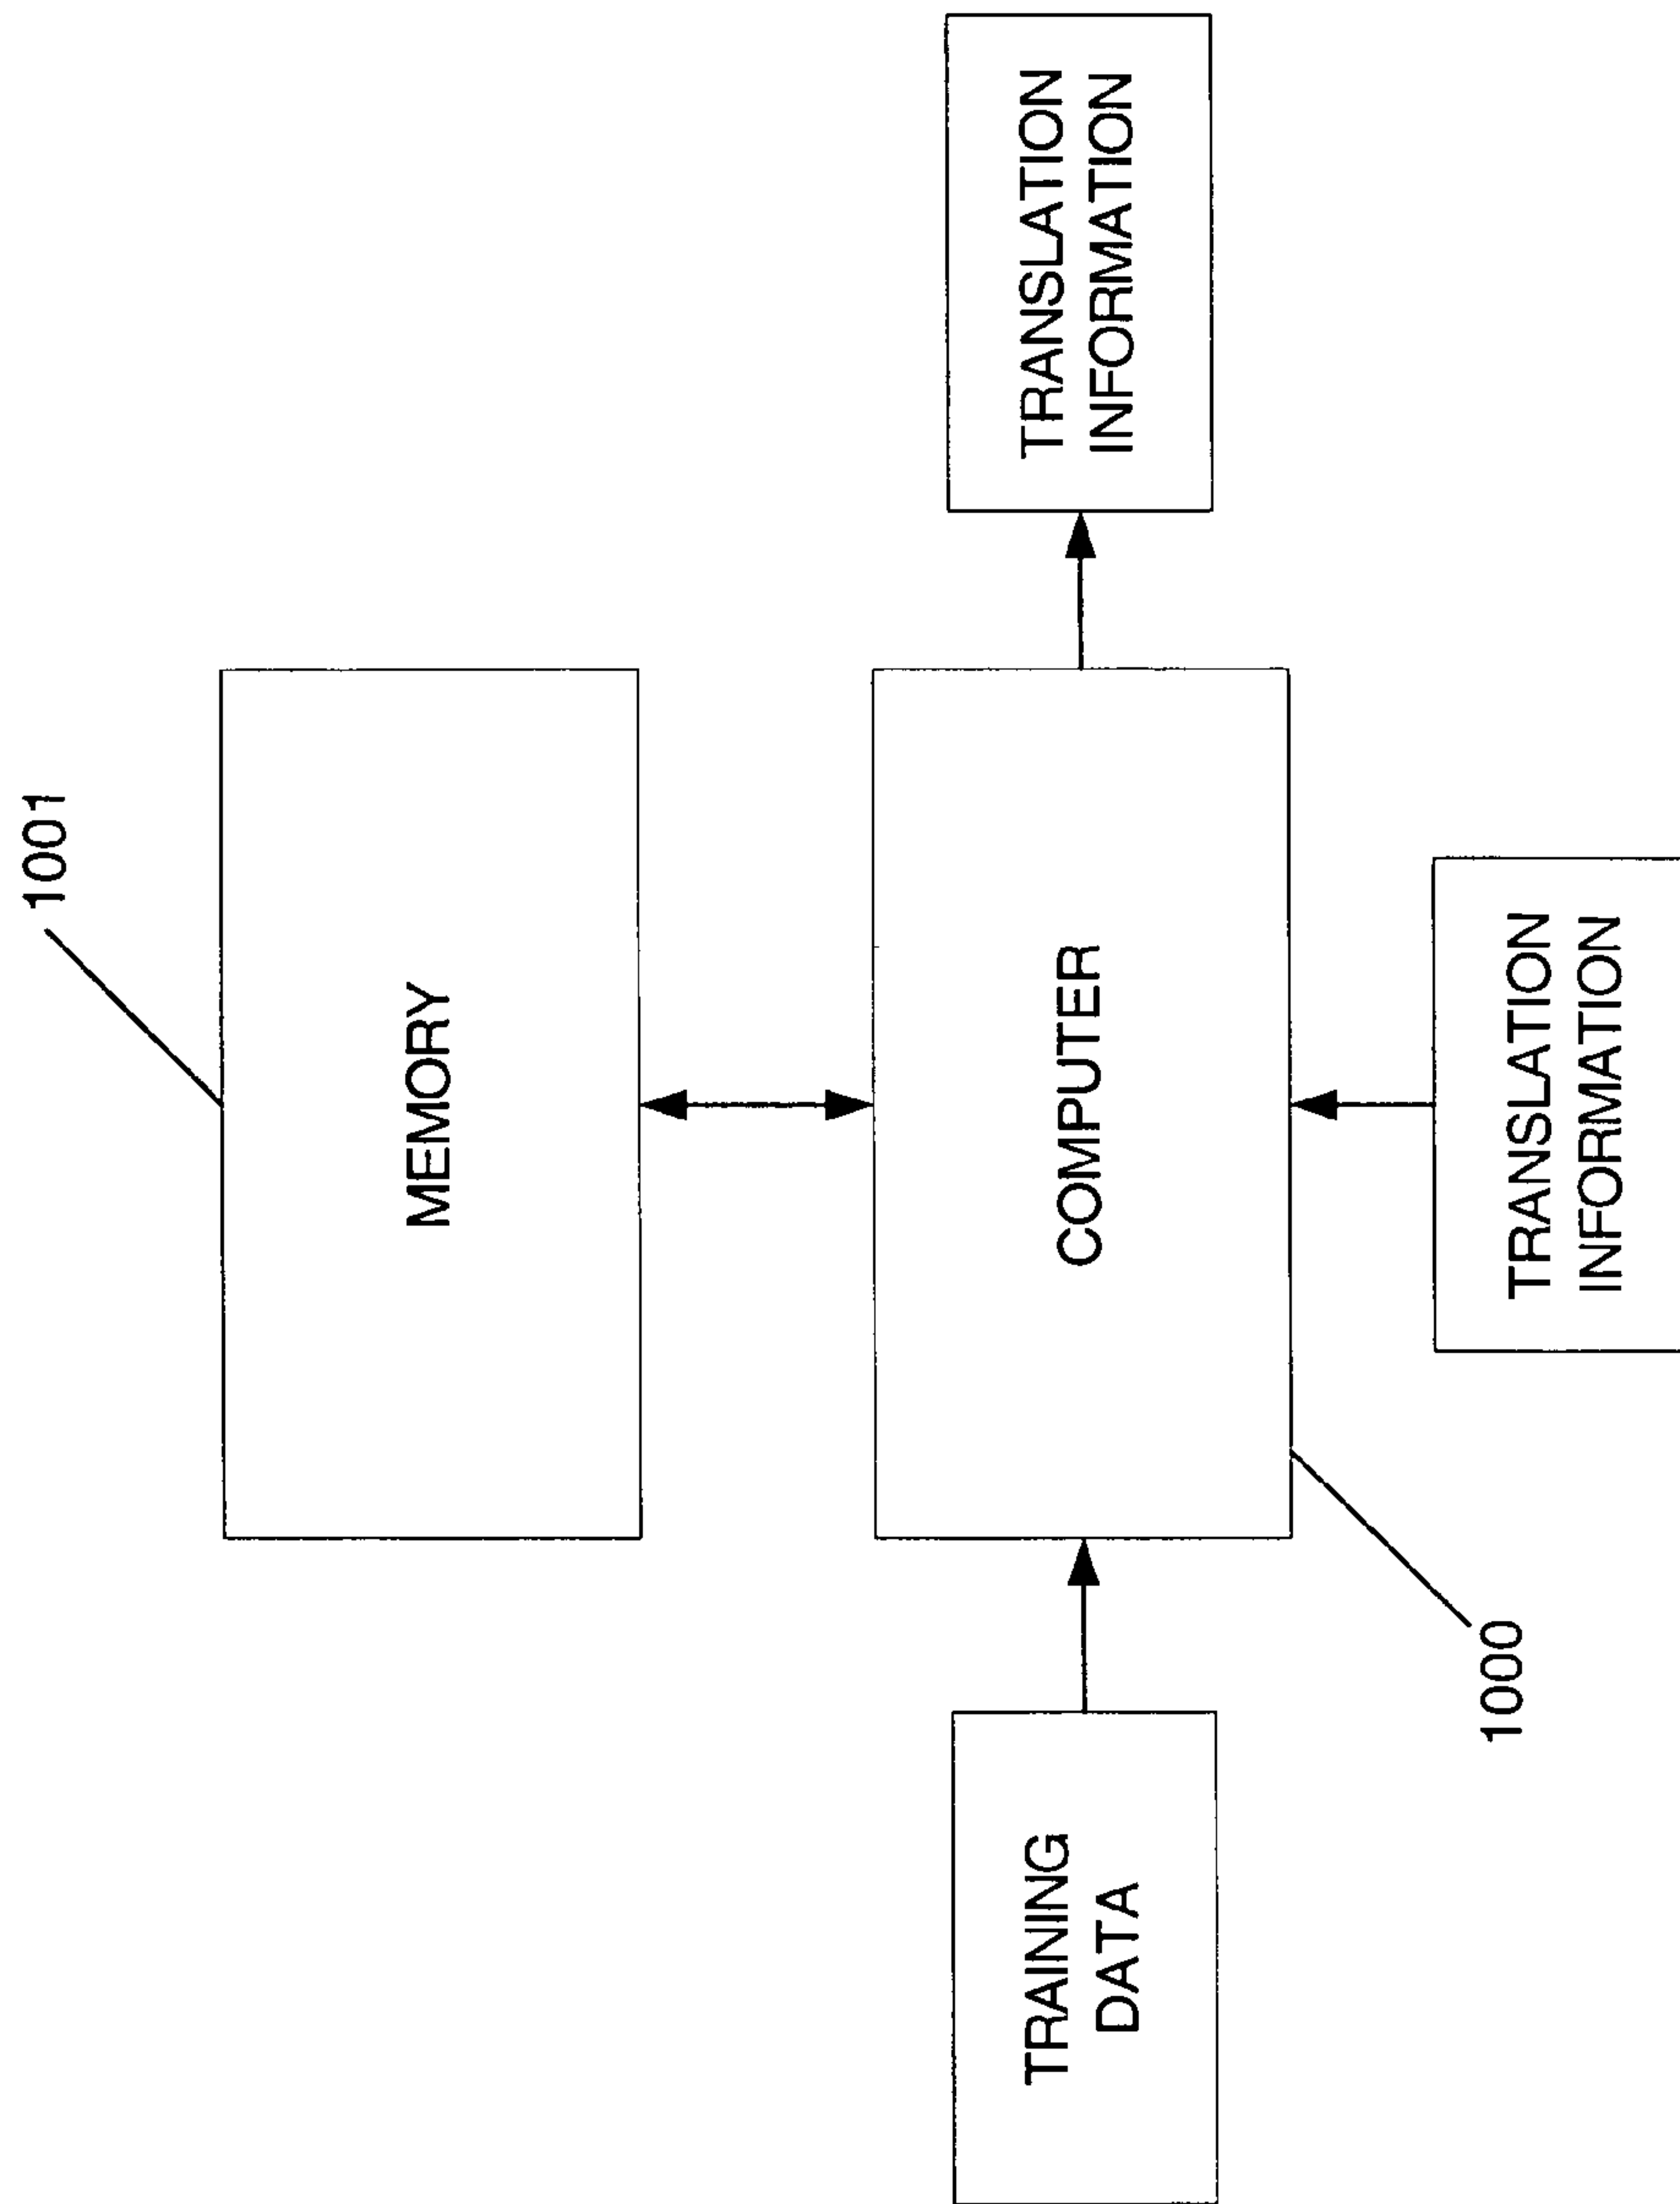 1001
MEMORY
TRAINING
DATA
COMPUTER
TRANSLATION
INFORMATION
1000
TRANSLATION
INFORMATION